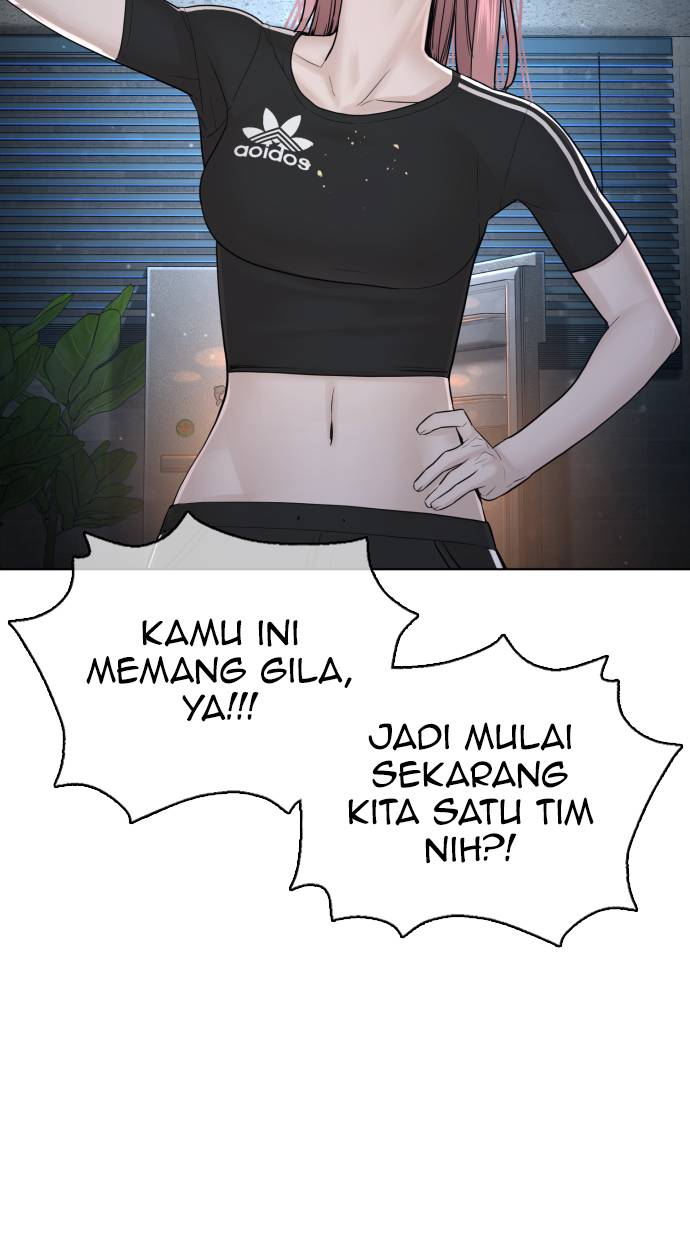 aoidos
KAMU INI
MEMANG GILA,
YA!!!
JADI MULAI
SEKARANG
KITA SATU TIM
NIH?!